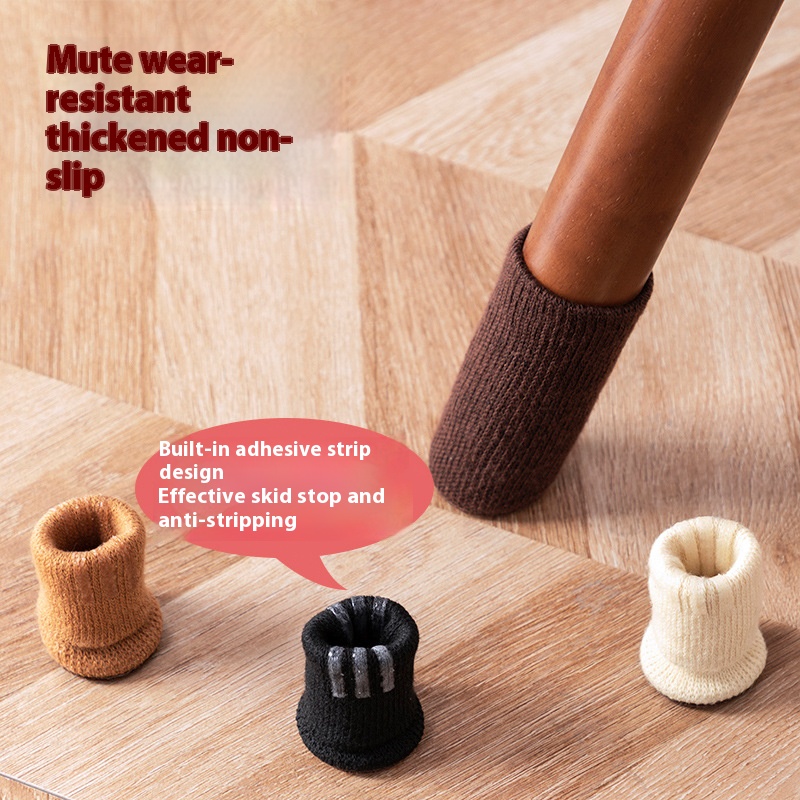 Mute wear-
resistant
thickened non-
slip
Built-in adhesive strip
design
Effective skid stop and
anti-stripping